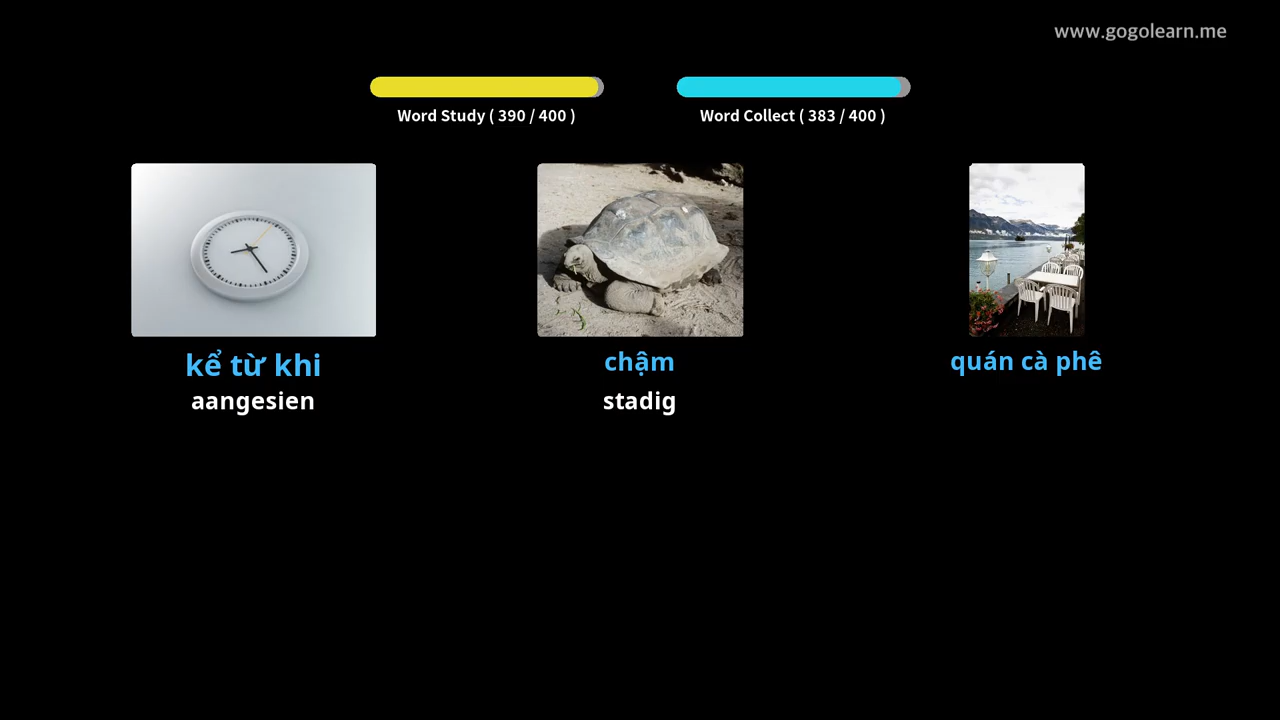 www.gogolearn.me
Word Study ( 390 / 400 )
Word Collect ( 383 / 400 )
kể từ khi
chậm
quán cà phê
aangesien
stadig